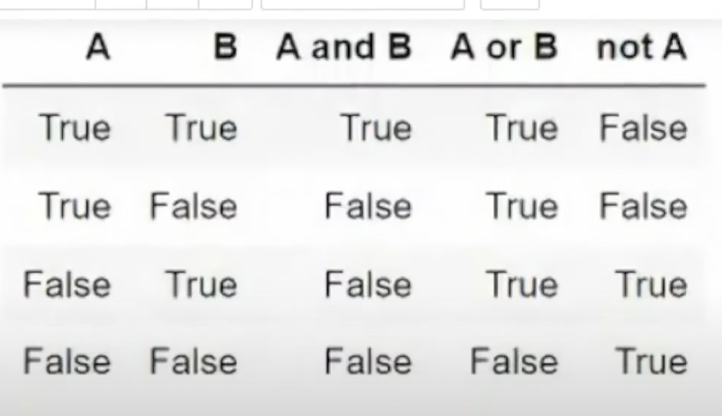 A B A and B A or B not A
True True True True False
True False False True False
False True False True True
False False False False True